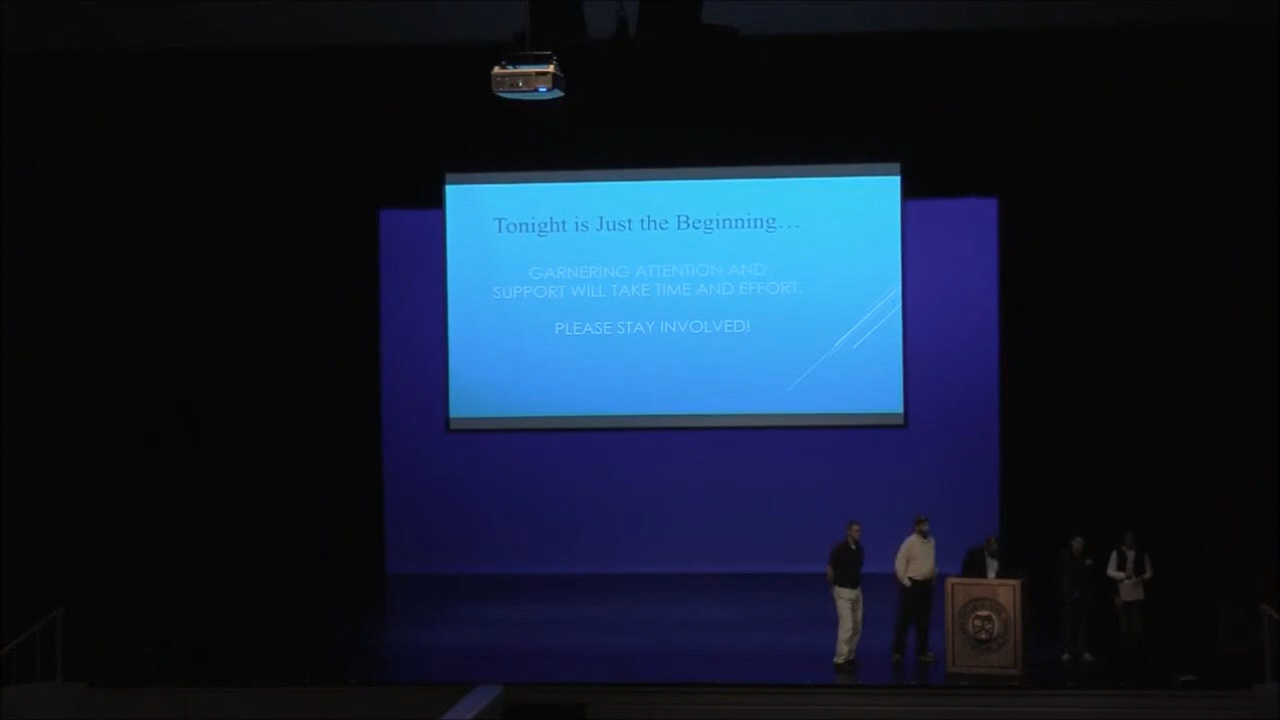 Tonight is Just the Beginning…
GARNERING ATTENTION AND
SUPPORT WILL TAKE TIME AND EFFORT.
PLEASE STAY INVOLVED!